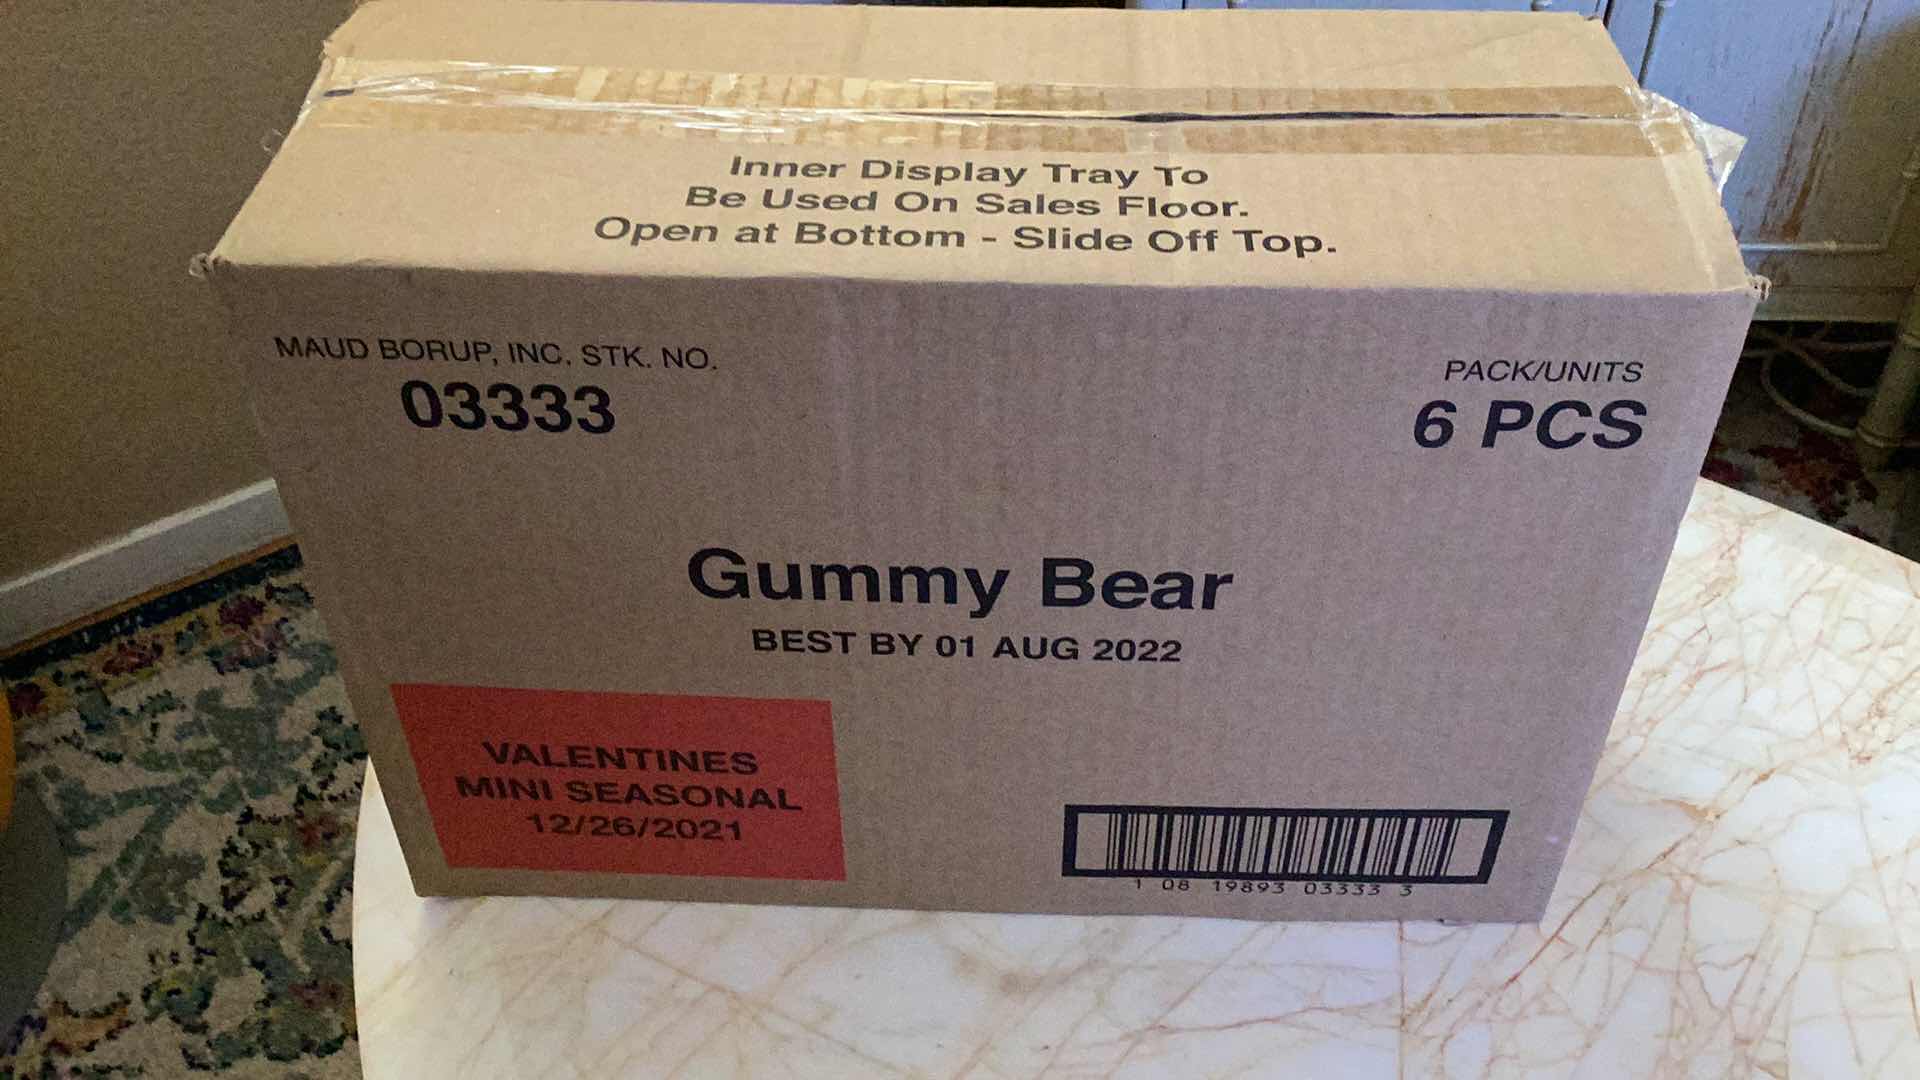 Inner Display Tray To
Be Used On Sales Floor.
Open at Bottom - Slide Off Top.
MAUD BORUP, INC. STK. NO.
03333
PACK/UNITS
6 PCS
Gummy Bear
BEST BY 01 AUG 2022
VALENTINES
MINI SEASONAL
12/26/2021
1 08 19893 03333 3